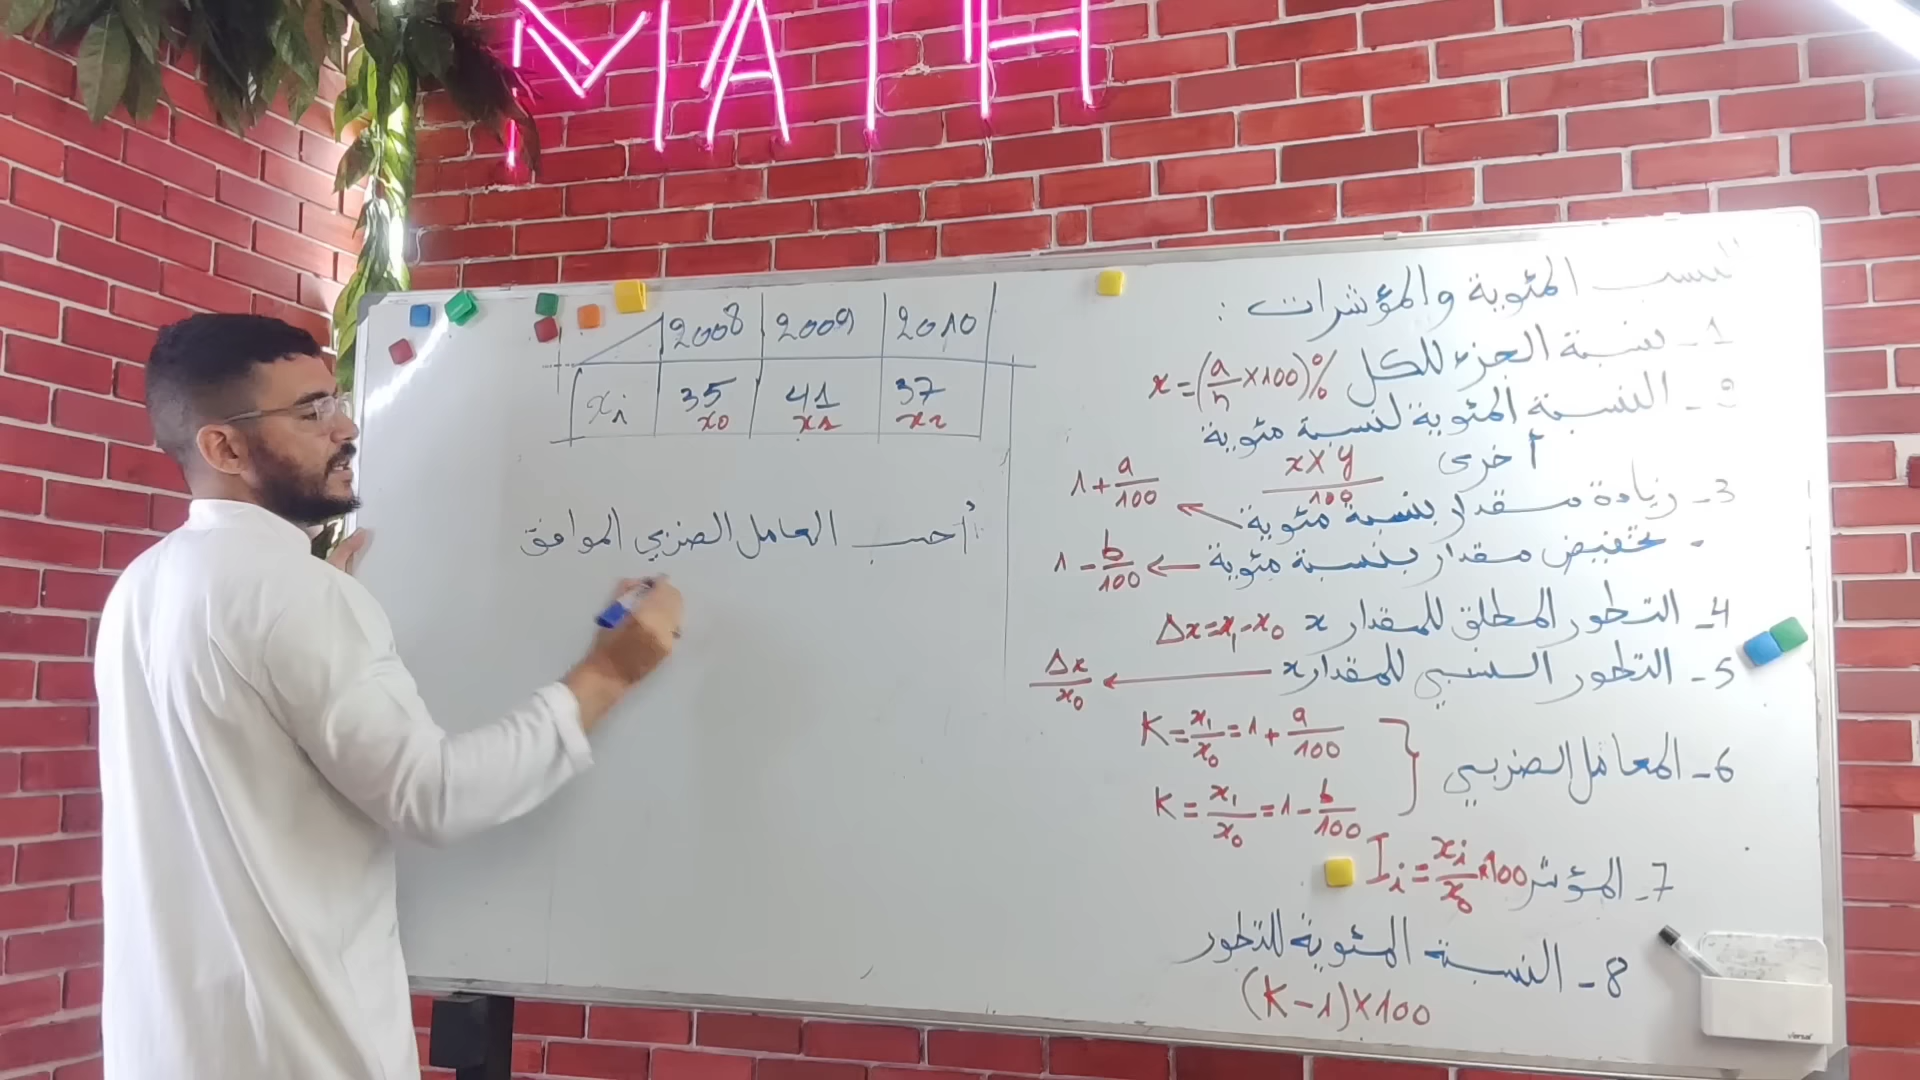 MATH
النسب المئوية والمؤشرات :
1- نسبة الجزء للكل x=(a/n×100)%
2- النسبة المئوية لنسبة مئوية
أخرى x×y/100
3- زيادة مقدار بنسبة مئوية ← 1+a/100
- تخفيض مقدار بنسبة مئوية ← 1-b/100
4- التطور المطلق للمقدار x Δx=x₁-x₀
5- التطور النسبي للمقدار x ← Δx/x₀
6- المعامل الضربي } K=x₁/x₀=1+a/100
K=x₁/x₀=1-b/100
7- المؤشر Iᵢ=xᵢ/x₀×100
8- النسبة المئوية للتطور
(K-1)×100
2008 2009 2010
xᵢ 35 41 37
x₀ x₁ x₂
أحسب العامل الضربي الموافق
versal